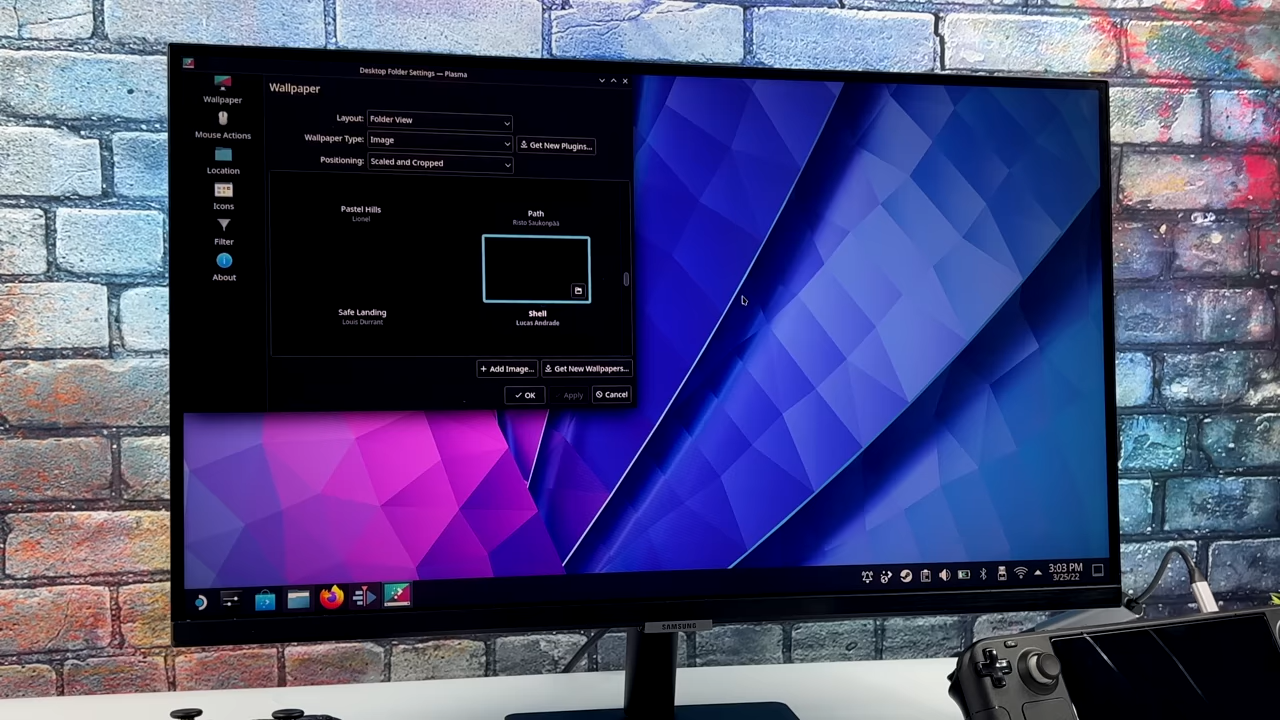 Desktop Folder Settings — Plasma
Wallpaper
Mouse Actions
Location
Icons
Filter
About
Wallpaper
Layout: Folder View
Wallpaper Type: Image Get New Plugins...
Positioning: Scaled and Cropped
Pastel Hills
Lionel
Path
Risto Saukonpää
Safe Landing
Louis Durrant
Shell
Lucas Andrade
+ Add Image... Get New Wallpapers...
OK Apply Cancel
3:03 PM
3/25/22
SAMSUNG